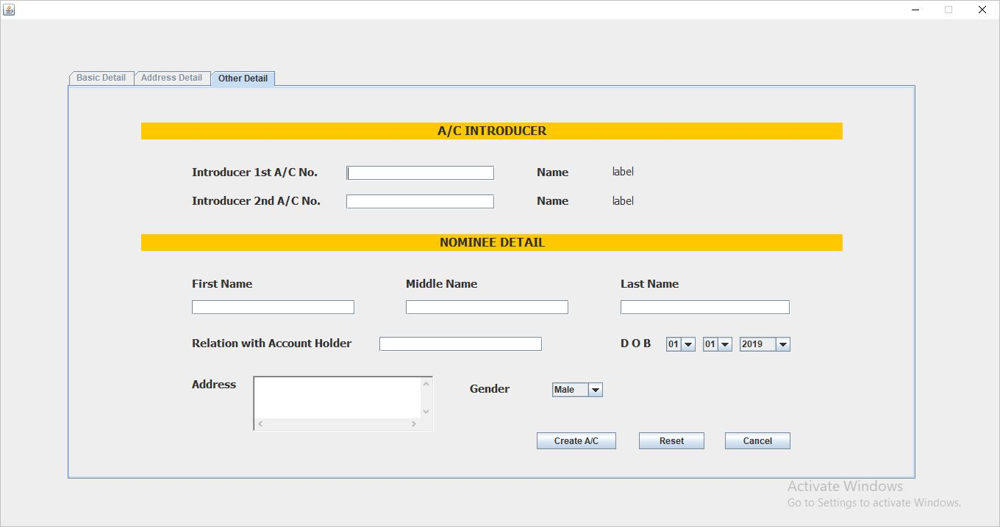 Basic Detail Address Detail Other Detail
A/C INTRODUCER
Introducer 1st A/C No. Name label
Introducer 2nd A/C No. Name label
NOMINEE DETAIL
First Name Middle Name Last Name
Relation with Account Holder D O B 01 01 2019
Address Gender Male
Create A/C Reset Cancel
Activate Windows
Go to Settings to activate Windows.